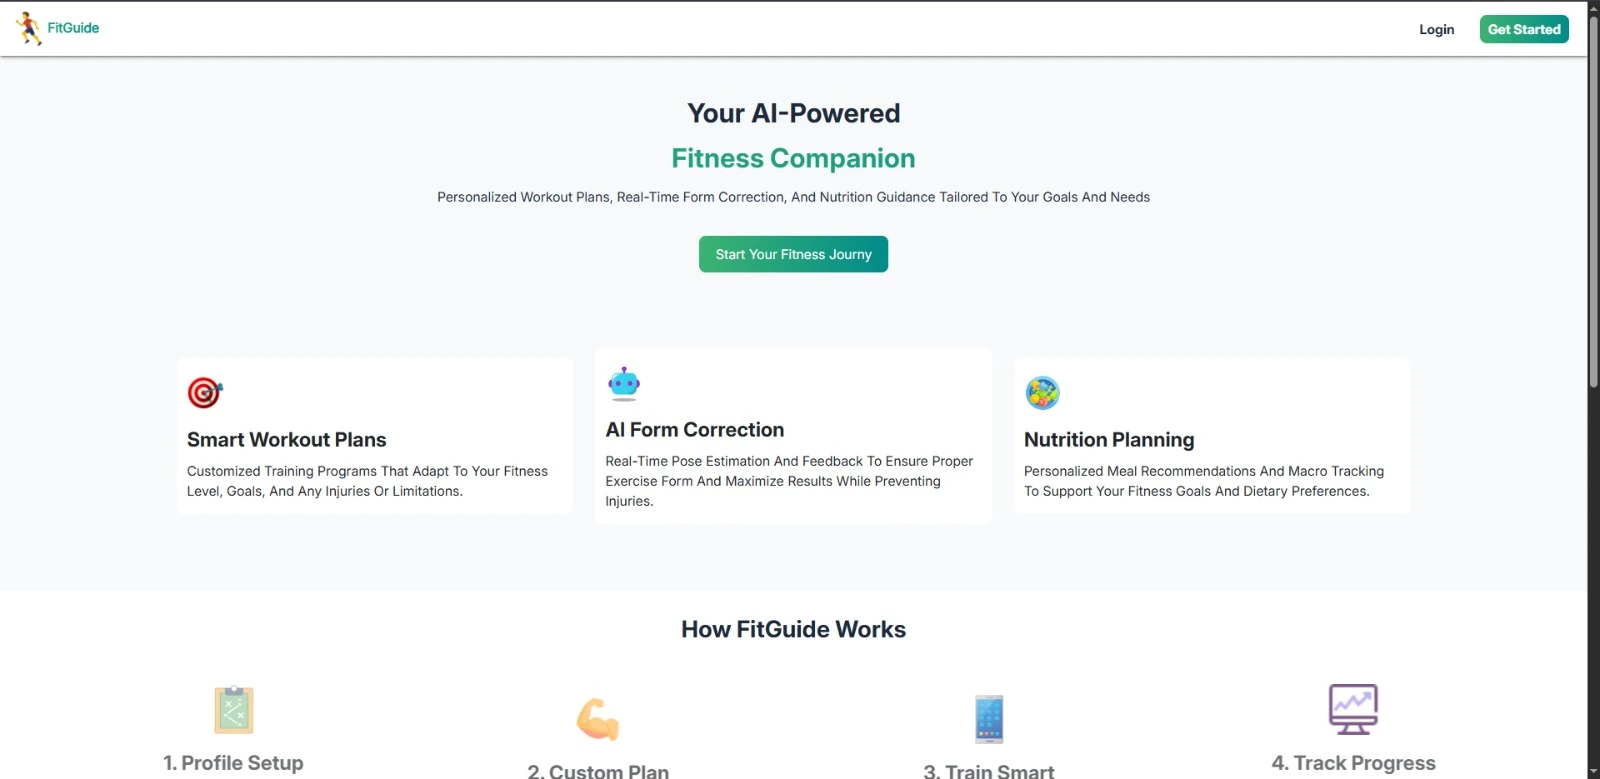 FitGuide
Login
Get Started
Your AI-Powered
Fitness Companion
Personalized Workout Plans, Real-Time Form Correction, And Nutrition Guidance Tailored To Your Goals And Needs
Start Your Fitness Journy
Smart Workout Plans
Customized Training Programs That Adapt To Your Fitness
Level, Goals, And Any Injuries Or Limitations.
AI Form Correction
Real-Time Pose Estimation And Feedback To Ensure Proper
Exercise Form And Maximize Results While Preventing
Injuries.
Nutrition Planning
Personalized Meal Recommendations And Macro Tracking
To Support Your Fitness Goals And Dietary Preferences.
How FitGuide Works
1. Profile Setup
2. Custom Plan
3. Train Smart
4. Track Progress